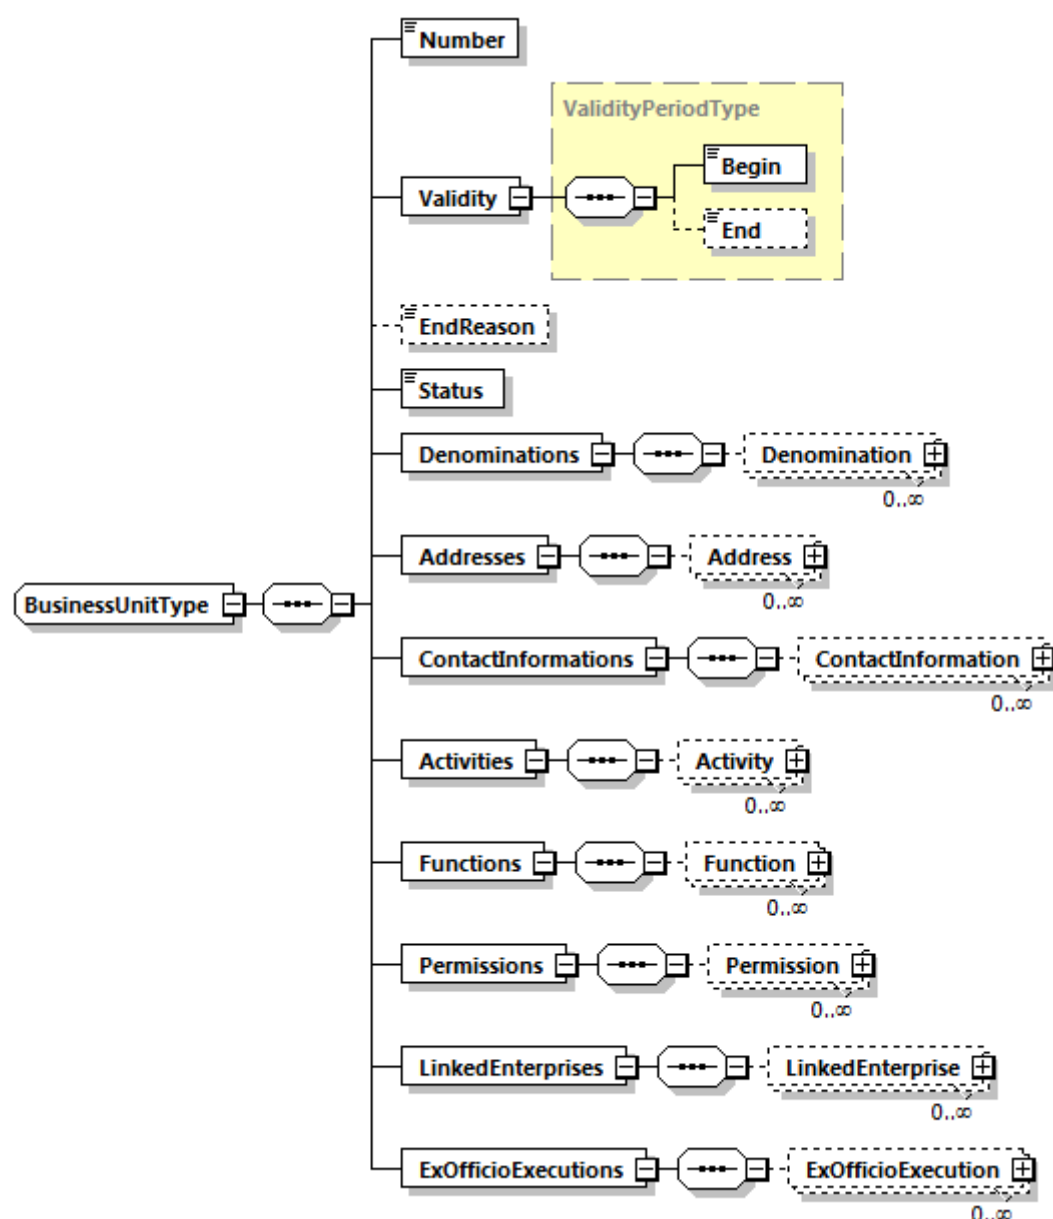 Number
ValidityPeriodType
Begin
Validity
End
EndReason
Status
Denominations
Denomination
0..∞
Addresses
Address
0..∞
BusinessUnitType
ContactInformations
ContactInformation
0..∞
Activities
Activity
0..∞
Functions
Function
0..∞
Permissions
Permission
0..∞
LinkedEnterprises
LinkedEnterprise
0..∞
ExOfficioExecutions
ExOfficioExecution
0..∞